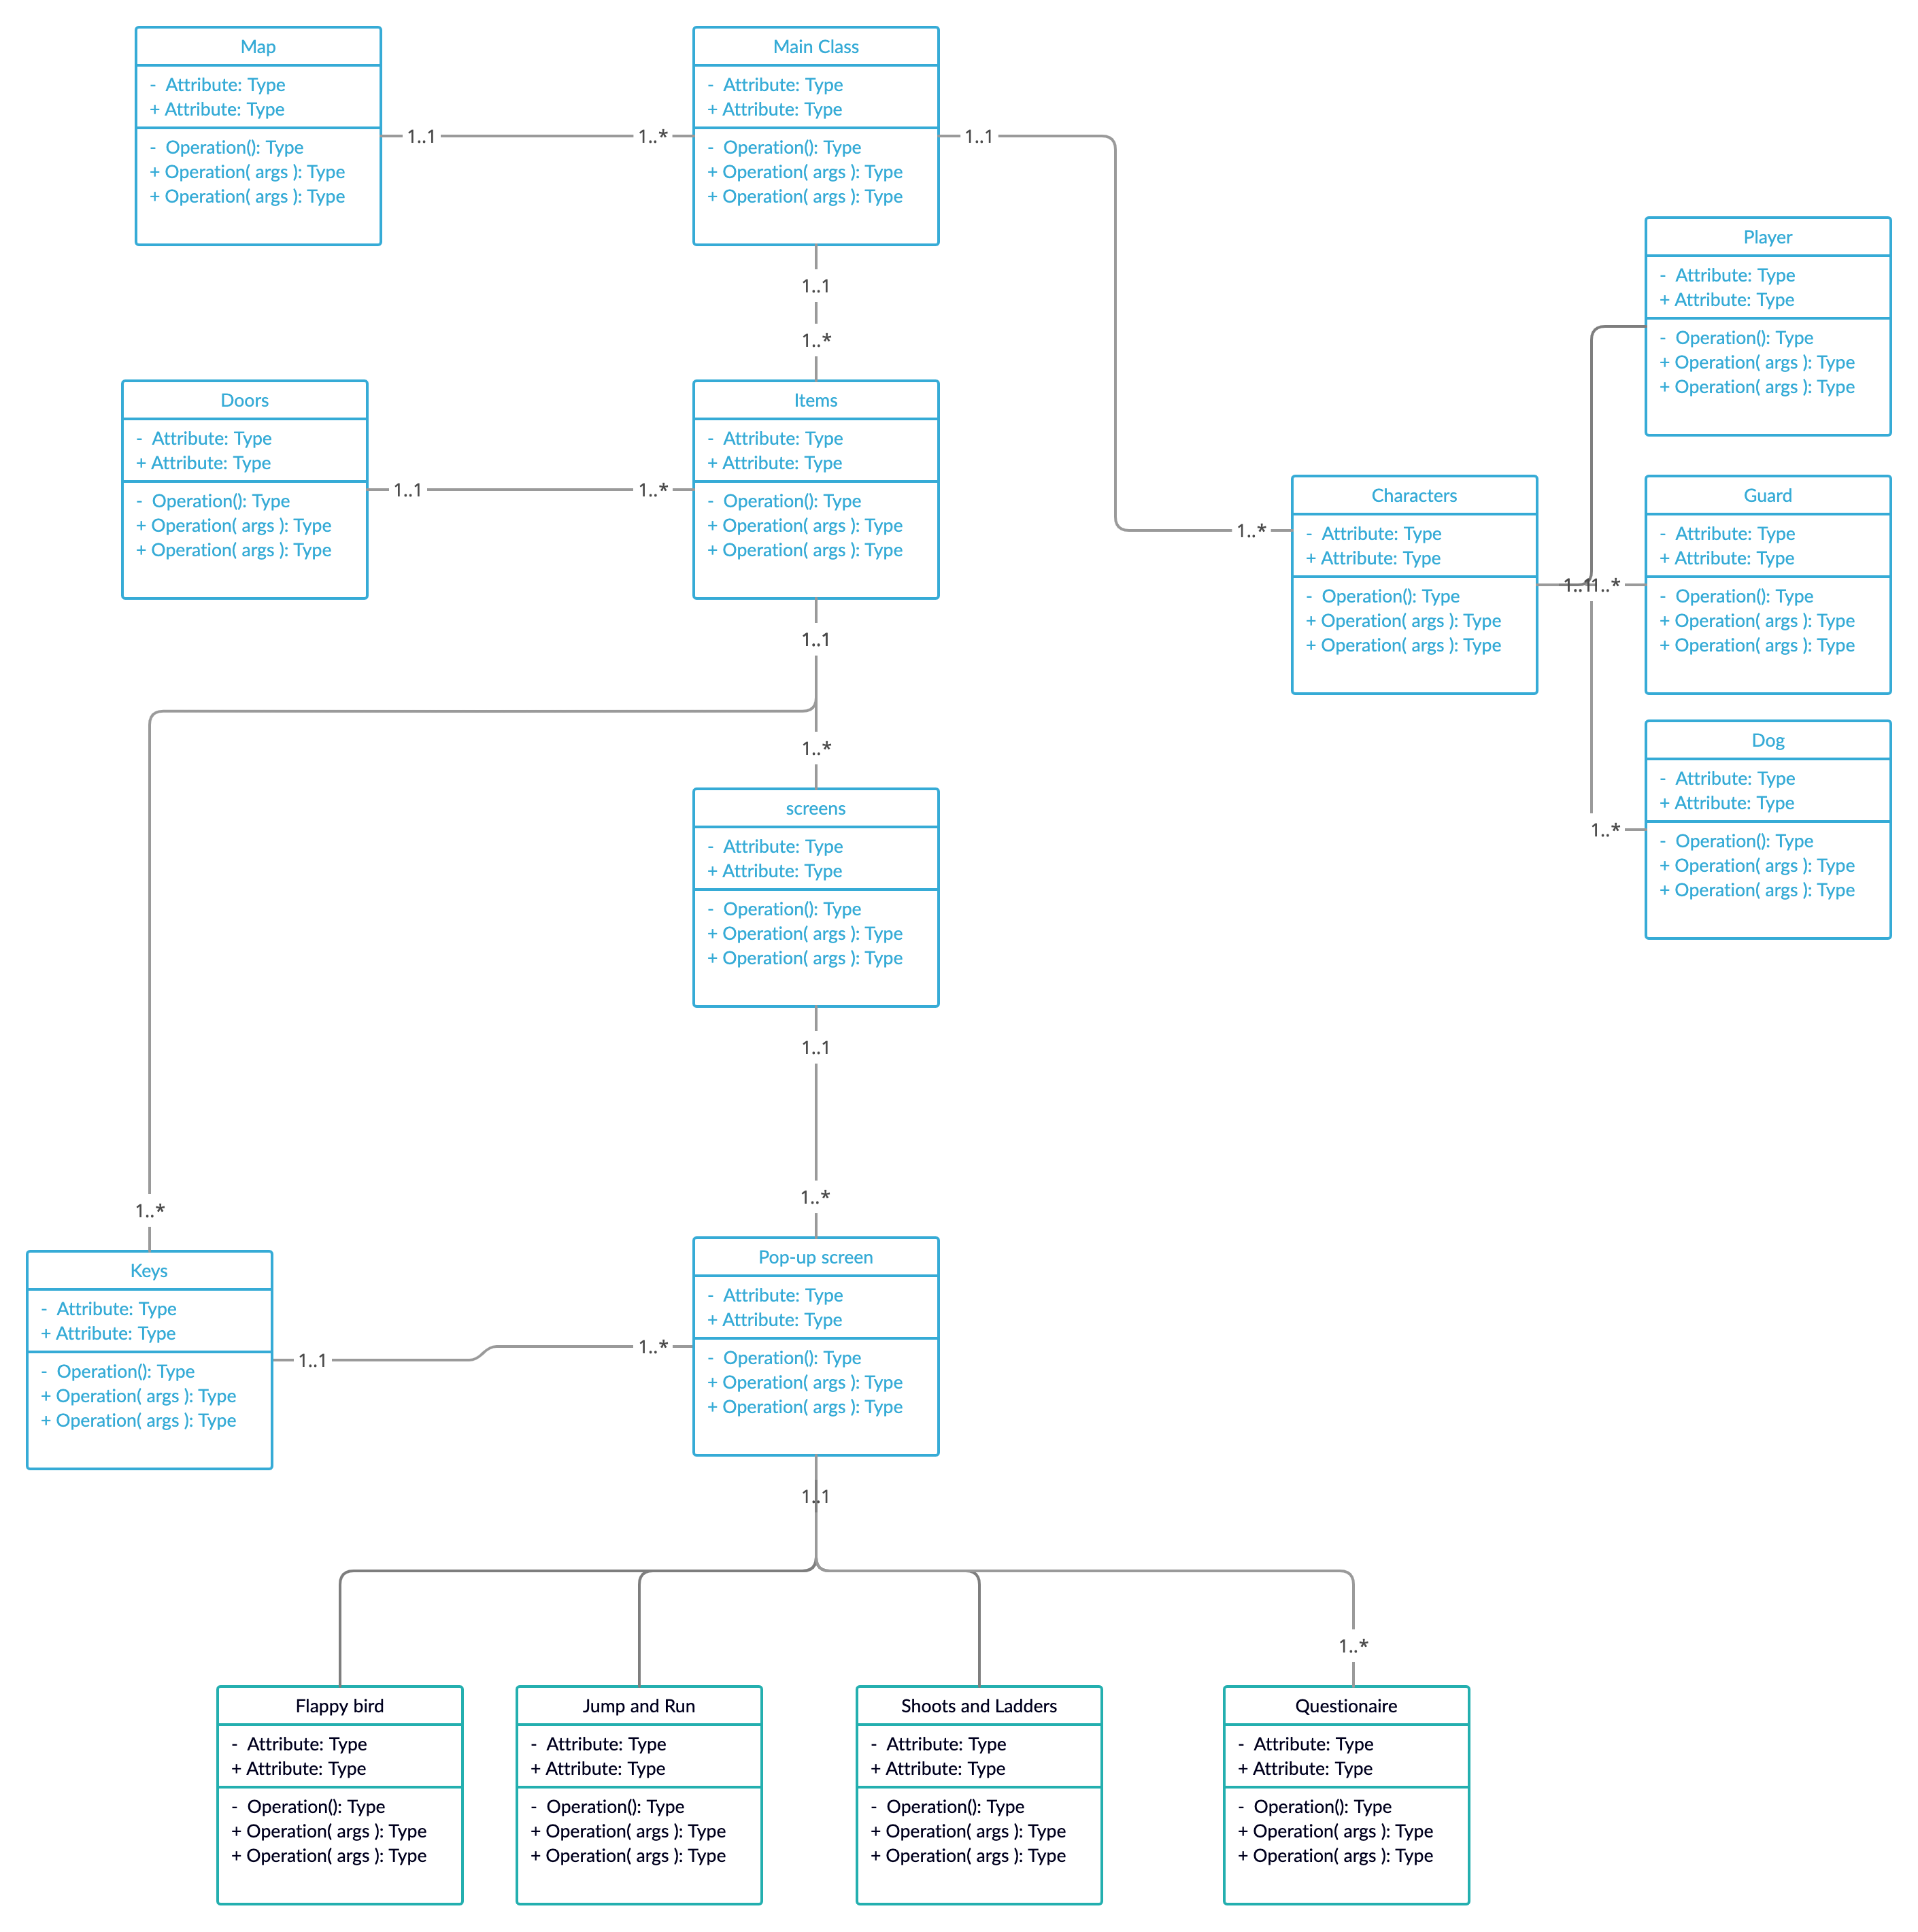 Map
-  Attribute: Type
+ Attribute: Type
-  Operation(): Type
+ Operation( args ): Type
+ Operation( args ): Type
1..1
1..*
Main Class
-  Attribute: Type
+ Attribute: Type
-  Operation(): Type
+ Operation( args ): Type
+ Operation( args ): Type
1..1
1..1
1..*
Player
-  Attribute: Type
+ Attribute: Type
-  Operation(): Type
+ Operation( args ): Type
+ Operation( args ): Type
Doors
-  Attribute: Type
+ Attribute: Type
-  Operation(): Type
+ Operation( args ): Type
+ Operation( args ): Type
1..1
1..*
Items
-  Attribute: Type
+ Attribute: Type
-  Operation(): Type
+ Operation( args ): Type
+ Operation( args ): Type
1..*
Characters
-  Attribute: Type
+ Attribute: Type
-  Operation(): Type
+ Operation( args ): Type
+ Operation( args ): Type
1..1
1..*
Guard
-  Attribute: Type
+ Attribute: Type
-  Operation(): Type
+ Operation( args ): Type
+ Operation( args ): Type
1..1
1..*
Dog
-  Attribute: Type
+ Attribute: Type
-  Operation(): Type
+ Operation( args ): Type
+ Operation( args ): Type
1..*
screens
-  Attribute: Type
+ Attribute: Type
-  Operation(): Type
+ Operation( args ): Type
+ Operation( args ): Type
1..1
1..*
1..*
Keys
-  Attribute: Type
+ Attribute: Type
-  Operation(): Type
+ Operation( args ): Type
+ Operation( args ): Type
1..1
1..*
Pop-up screen
-  Attribute: Type
+ Attribute: Type
-  Operation(): Type
+ Operation( args ): Type
+ Operation( args ): Type
1..1
1..*
Flappy bird
-  Attribute: Type
+ Attribute: Type
-  Operation(): Type
+ Operation( args ): Type
+ Operation( args ): Type
Jump and Run
-  Attribute: Type
+ Attribute: Type
-  Operation(): Type
+ Operation( args ): Type
+ Operation( args ): Type
Shoots and Ladders
-  Attribute: Type
+ Attribute: Type
-  Operation(): Type
+ Operation( args ): Type
+ Operation( args ): Type
Questionaire
-  Attribute: Type
+ Attribute: Type
-  Operation(): Type
+ Operation( args ): Type
+ Operation( args ): Type